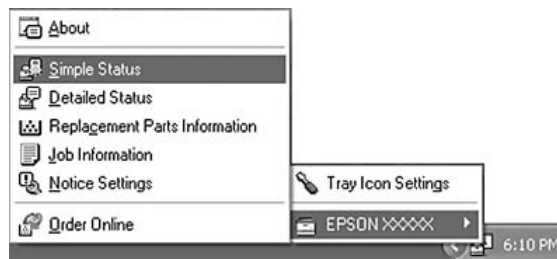 About
Simple Status
Detailed Status
Replacement Parts Information
Job Information
Notice Settings
Order Online
Tray Icon Settings
EPSON XXXXX
6:10 PM